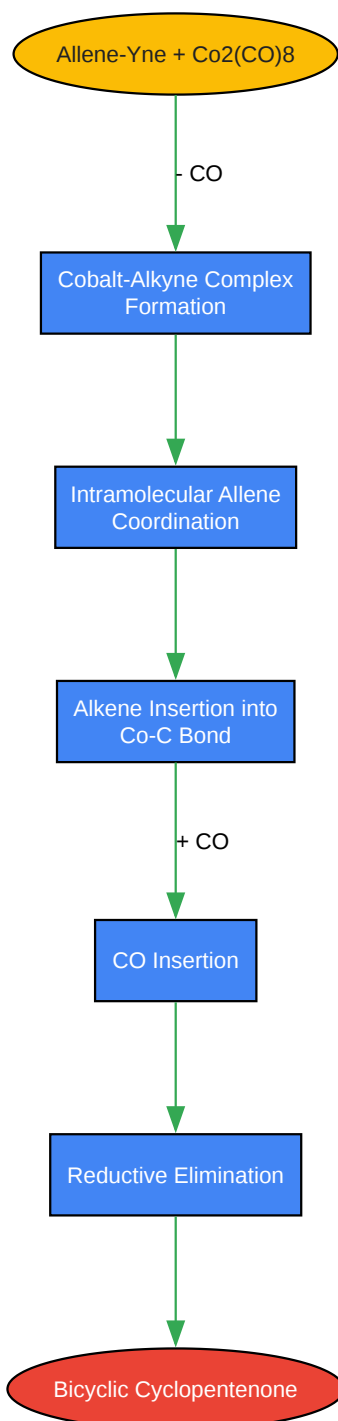 Allene-Yne + Co2(CO)8
- CO
Cobalt-Alkyne Complex
Formation
Intramolecular Allene
Coordination
Alkene Insertion into
Co-C Bond
+ CO
CO Insertion
Reductive Elimination
Bicyclic Cyclopentenone